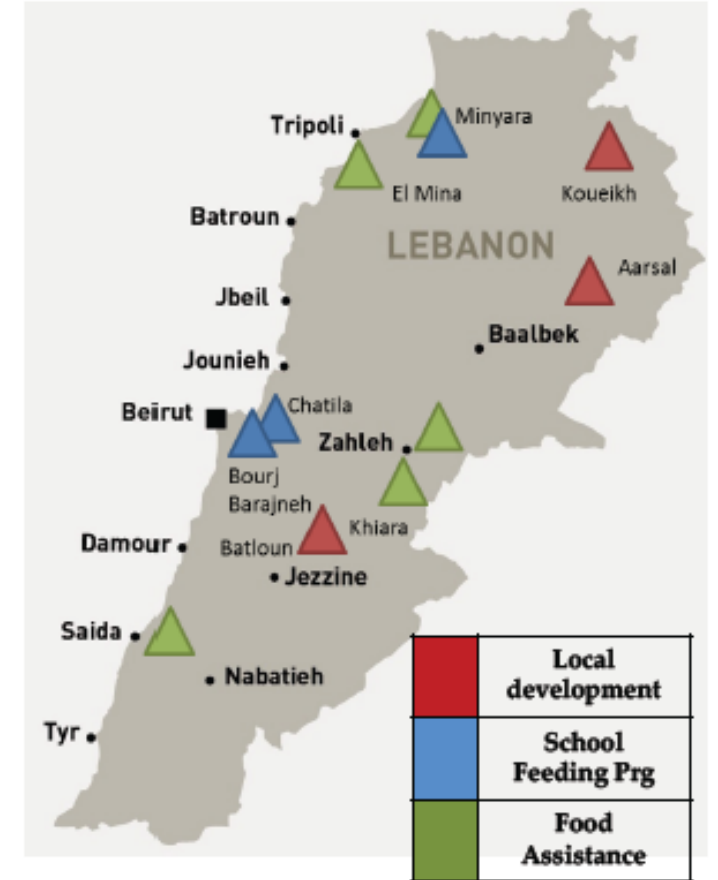 Minyara
Tripoli
El Mina
Koueikh
Batroun
LEBANON
Aarsal
Jbeil
Baalbek
Jounieh
Chatila
Beirut
Zahleh
Bourj
Barajneh
Khiara
Batloun
Damour
Jezzine
Saida
Nabatieh
Tyr
Local
development
School
Feeding Prg
Food
Assistance